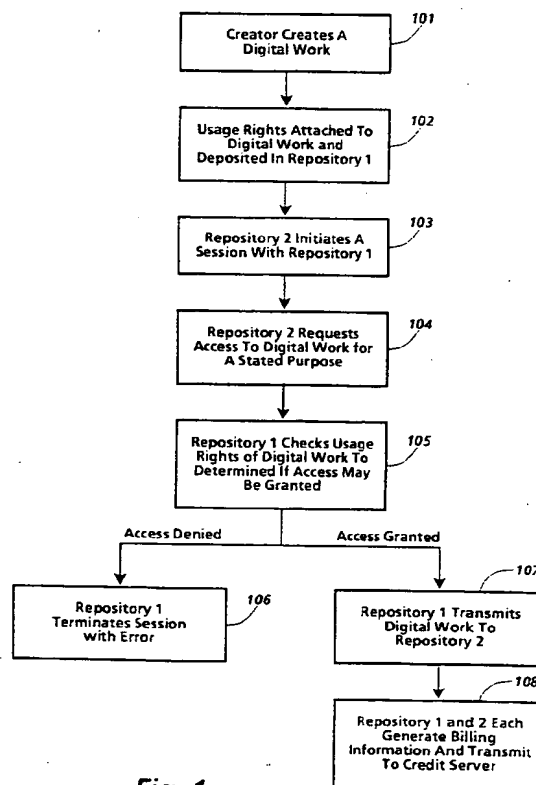 101
Creator Creates A
Digital Work
102
Usage Rights Attached To
Digital Work and
Deposited In Repository 1
103
Repository 2 Initiates A
Session With Repository 1
104
Repository 2 Requests
Access To Digital Work for
A Stated Purpose
105
Repository 1 Checks Usage
Rights of Digital Work To
Determined If Access May
Be Granted
Access Denied
Access Granted
106
Repository 1
Terminates Session
with Error
107
Repository 1 Transmits
Digital Work To
Repository 2
108
Repository 1 and 2 Each
Generate Billing
Information And Transmit
To Credit Server